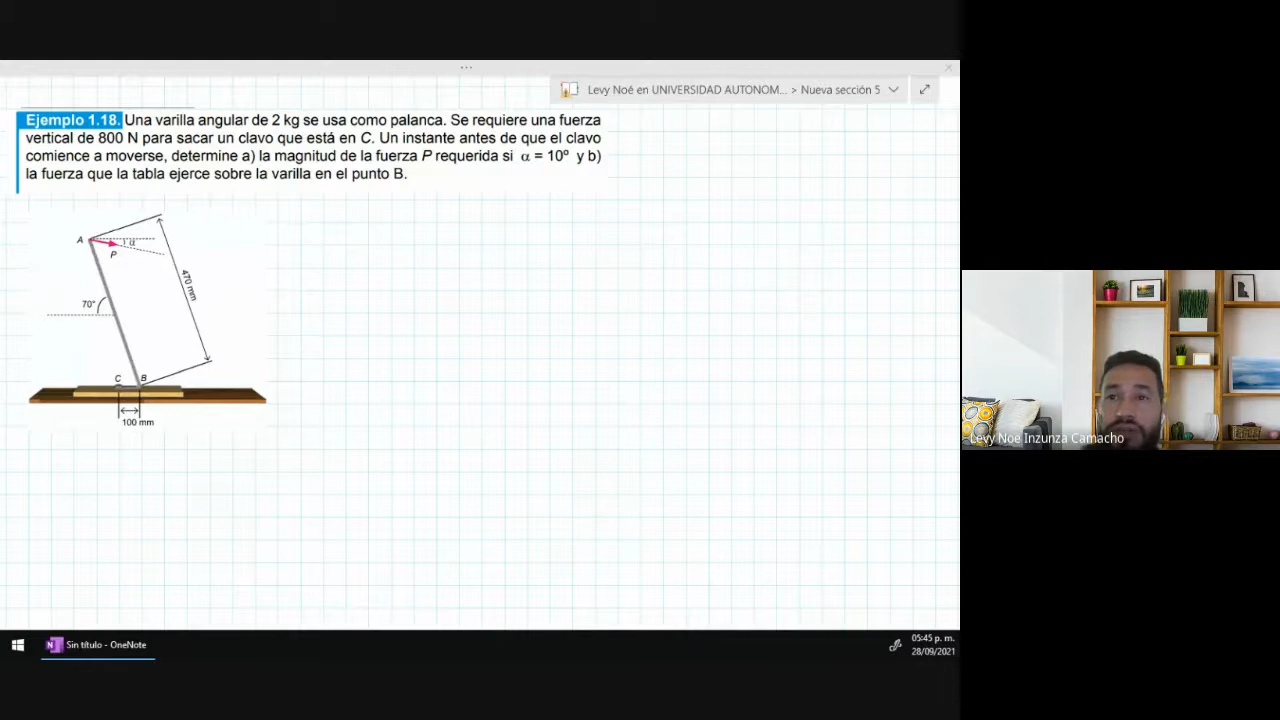 Levy Noé en UNIVERSIDAD AUTONOM... > Nueva sección 5
Ejemplo 1.18. Una varilla angular de 2 kg se usa como palanca. Se requiere una fuerza
vertical de 800 N para sacar un clavo que está en C. Un instante antes de que el clavo
comience a moverse, determine a) la magnitud de la fuerza P requerida si α = 10º y b)
la fuerza que la tabla ejerce sobre la varilla en el punto B.
A
α
P
470 mm
70°
C B
100 mm
Levy Noe Inzunza Camacho
Sin título - OneNote
05:45 p. m.
28/09/2021